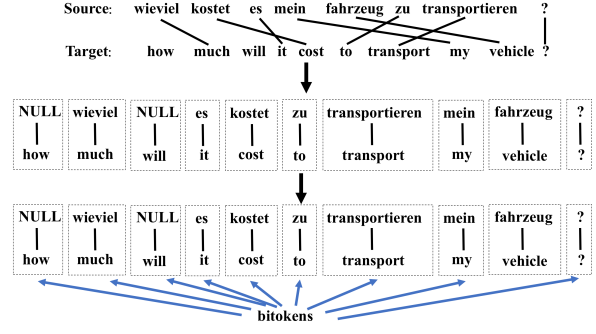 Source: wieviel kostet es mein fahrzeug zu transportieren ?
Target: how much will it cost to transport my vehicle ?
NULL wieviel NULL es kostet zu transportieren mein fahrzeug ?
how much will it cost to transport my vehicle ?
NULL wieviel NULL es kostet zu transportieren mein fahrzeug ?
how much will it cost to transport my vehicle ?
bitokens